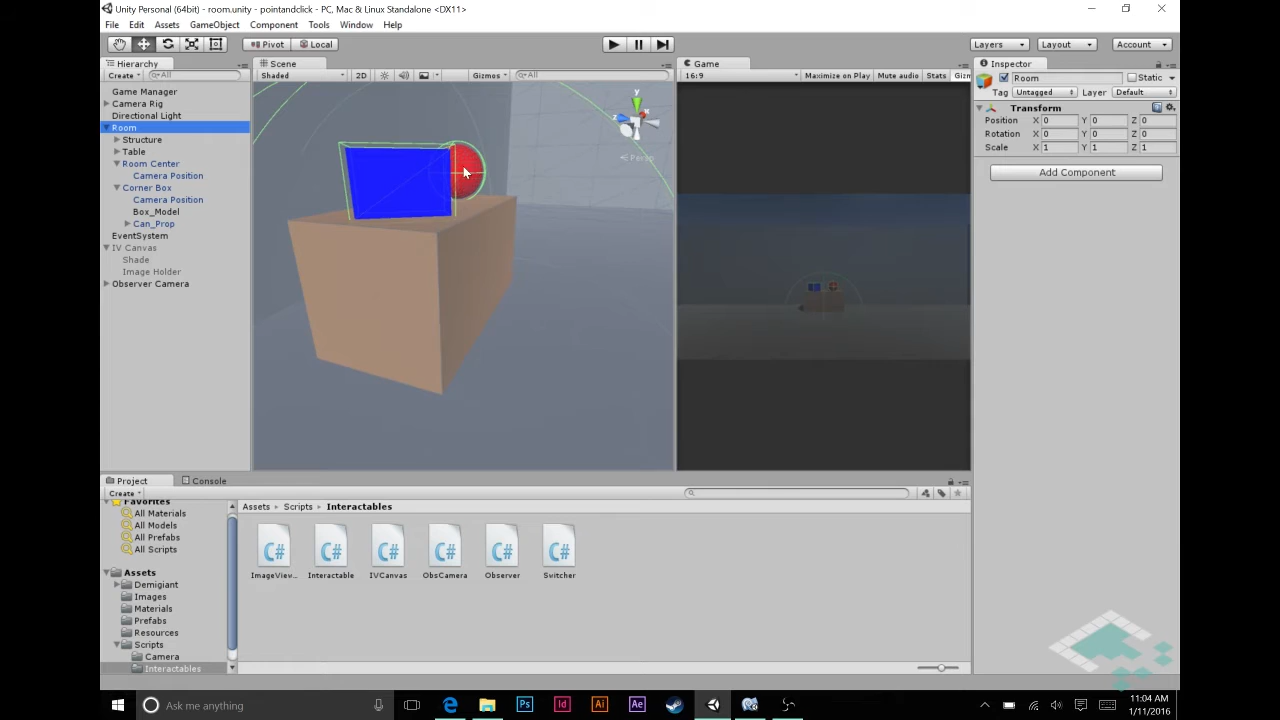 Unity Personal (64bit) - room.unity - pointandclick - PC, Mac & Linux Standalone <DX11>
File Edit Assets GameObject Component Tools Window Help
Pivot Local Layers Layout Account
Hierarchy
Create All
Game Manager
Camera Rig
Directional Light
Room
Structure
Table
Room Center
Camera Position
Corner Box
Camera Position
Box_Model
Can_Prop
EventSystem
IV Canvas
Shade
Image Holder
Observer Camera
Scene
Shaded 2D Gizmos All
y
x
z
Persp
Game
16:9 Maximize on Play Mute audio Stats Giz
Inspector
Room Static
Tag Untagged Layer Default
Transform
Position X 0 Y 0 Z 0
Rotation X 0 Y 0 Z 0
Scale X 1 Y 1 Z 1
Add Component
Project Console
Create
Favorites
All Materials
All Models
All Prefabs
All Scripts
Assets
Demigiant
Images
Materials
Prefabs
Resources
Scripts
Camera
Interactables
Assets Scripts Interactables
C# C# C# C# C# C#
ImageView... Interactable IVCanvas ObsCamera Observer Switcher
Ask me anything
Ps Id Ai Ae
11:04 AM
1/11/2016